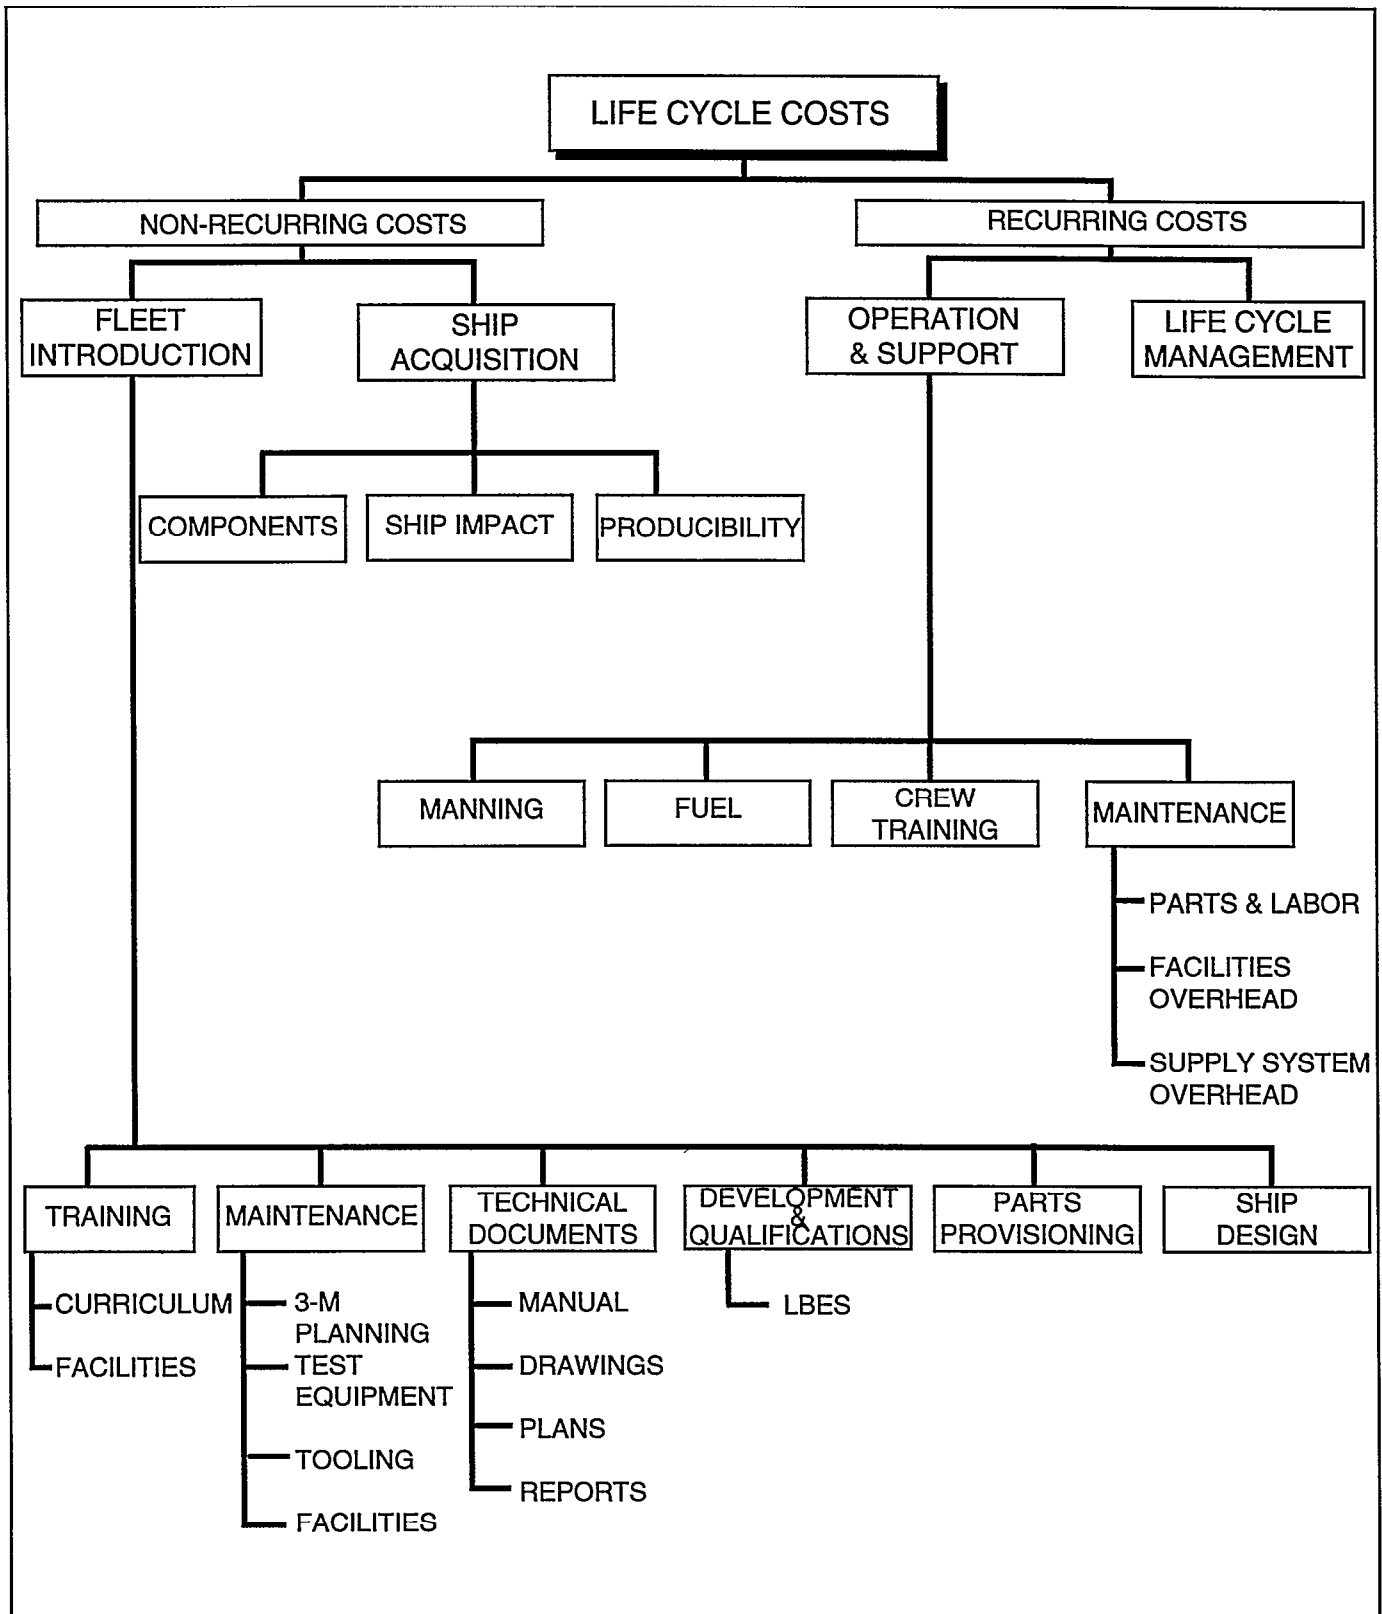 LIFE CYCLE COSTS
NON-RECURRING COSTS
RECURRING COSTS
FLEET
INTRODUCTION
SHIP
ACQUISITION
OPERATION
& SUPPORT
LIFE CYCLE
MANAGEMENT
COMPONENTS
SHIP IMPACT
PRODUCIBILITY
MANNING
FUEL
CREW
TRAINING
MAINTENANCE
PARTS & LABOR
FACILITIES
OVERHEAD
SUPPLY SYSTEM
OVERHEAD
TRAINING
CURRICULUM
FACILITIES
MAINTENANCE
3-M
PLANNING
TEST
EQUIPMENT
TOOLING
FACILITIES
TECHNICAL
DOCUMENTS
MANUAL
DRAWINGS
PLANS
REPORTS
DEVELOPMENT
&
QUALIFICATIONS
LBES
PARTS
PROVISIONING
SHIP
DESIGN